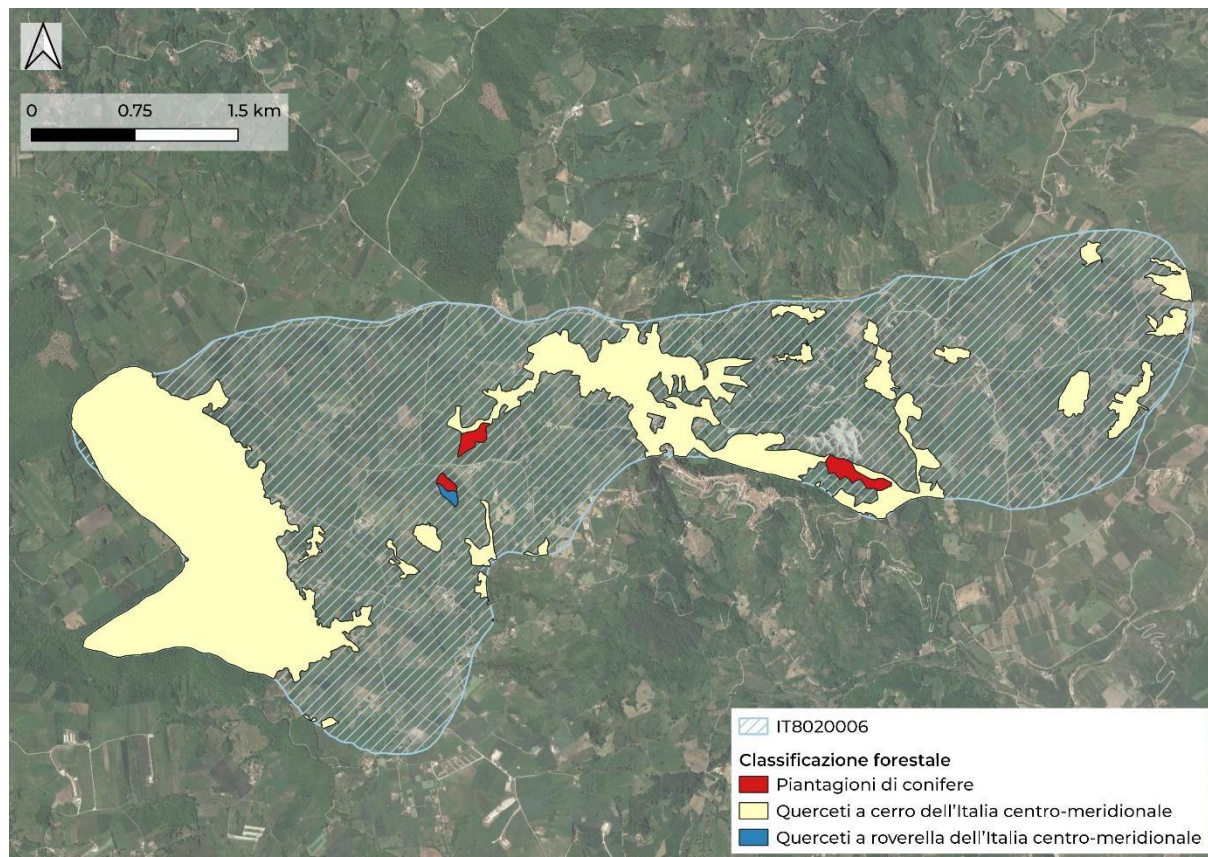 0 0.75 1.5 km
IT8020006
Classificazione forestale
Piantagioni di conifere
Querceti a cerro dell'Italia centro-meridionale
Querceti a roverella dell'Italia centro-meridionale